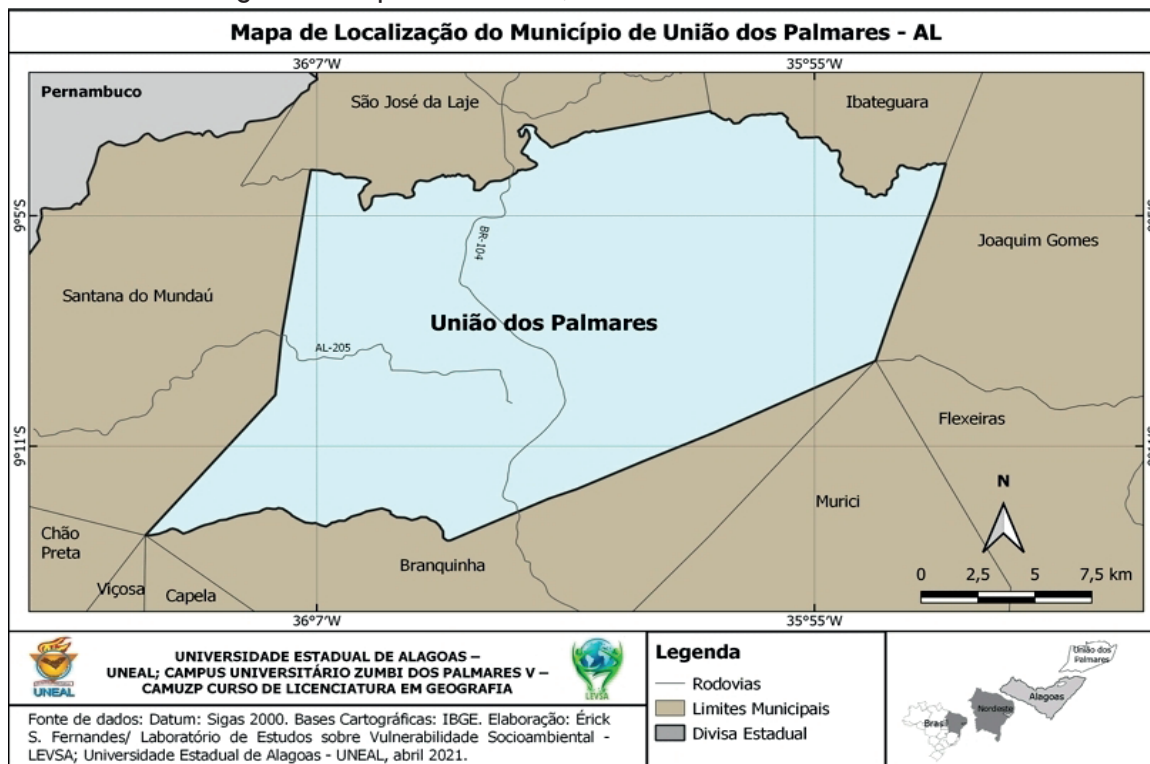 Mapa de Localização do Município de União dos Palmares - AL
36°7'W 35°55'W
Pernambuco
São José da Laje
Ibateguara
9°5'S
Joaquim Gomes
BR-104
Santana do Mundaú
União dos Palmares
AL-205
Flexeiras
9°11'S
N
Murici
Chão
Preta
Branquinha
Viçosa
Capela
0 2,5 5 7,5 km
36°7'W 35°55'W
UNEAL
UNIVERSIDADE ESTADUAL DE ALAGOAS –
UNEAL; CAMPUS UNIVERSITÁRIO ZUMBI DOS PALMARES V –
CAMUZP CURSO DE LICENCIATURA EM GEOGRAFIA
LEVSA
Fonte de dados: Datum: Sigas 2000. Bases Cartográficas: IBGE. Elaboração: Érick
S. Fernandes/ Laboratório de Estudos sobre Vulnerabilidade Socioambiental -
LEVSA; Universidade Estadual de Alagoas - UNEAL, abril 2021.
Legenda
Rodovias
Limites Municipais
Divisa Estadual
União dos
Palmares
Alagoas
Nordeste
Brasil